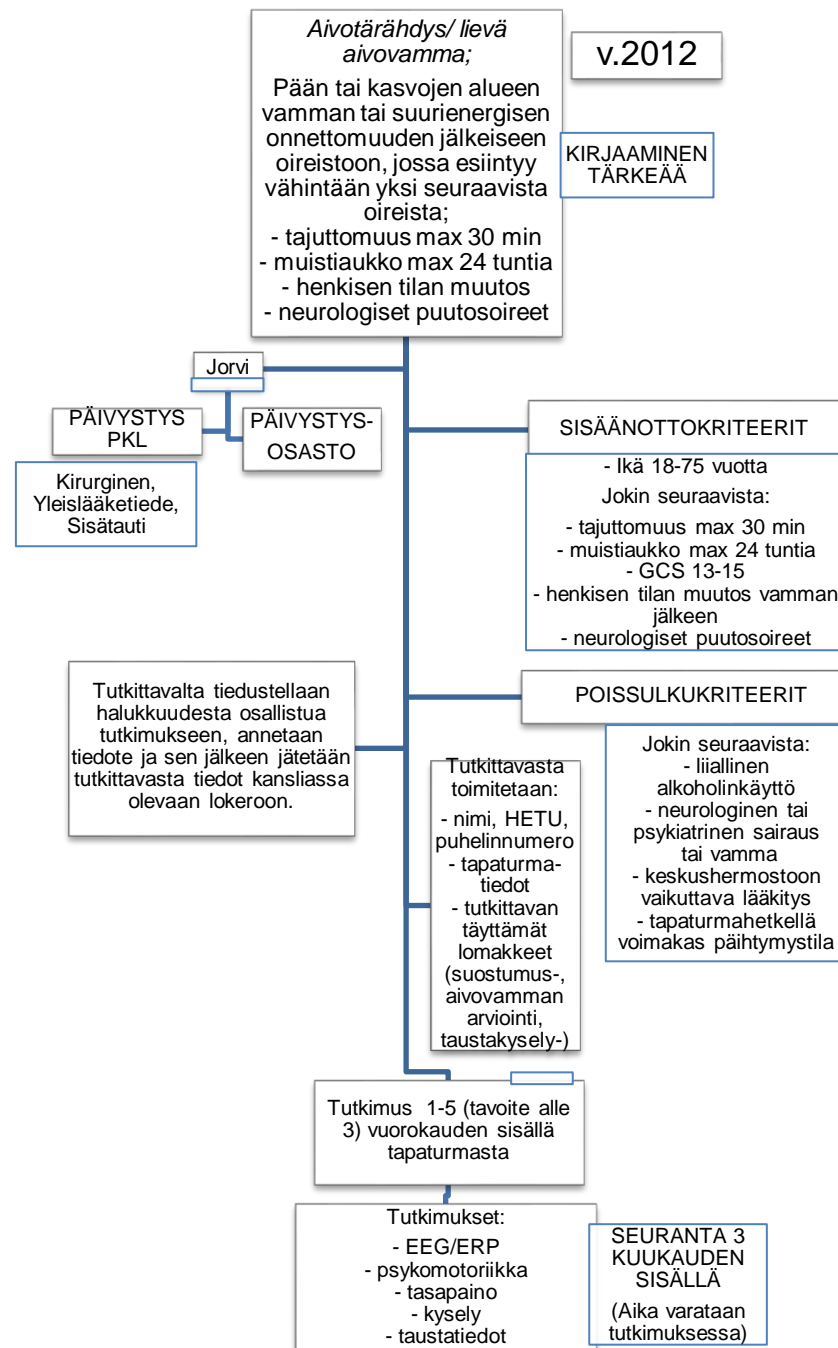 Aivotärähdys/ lievä
aivovamma;
Pään tai kasvojen alueen
vamman tai suurienergisen
onnettomuuden jälkeiseen
oireistoon, jossa esiintyy
vähintään yksi seuraavista
oireista;
- tajuttomuus max 30 min
- muistiaukko max 24 tuntia
- henkisen tilan muutos
- neurologiset puutosoireet
v.2012
KIRJAAMINEN
TÄRKEÄÄ
Jorvi
PÄIVYSTYS
PKL
Kirurginen,
Yleislääketiede,
Sisätauti
PÄIVYSTYS-
OSASTO
SISÄÄNOTTOKRITEERIT
- Ikä 18-75 vuotta
Jokin seuraavista:
- tajuttomuus max 30 min
- muistiaukko max 24 tuntia
- GCS 13-15
- henkisen tilan muutos vamman
jälkeen
- neurologiset puutosoireet
Tutkittavalta tiedustellaan
halukkuudesta osallistua
tutkimukseen, annetaan
tiedote ja sen jälkeen jätetään
tutkittavasta tiedot kansliassa
olevaan lokeroon.
POISSULKUKRITEERIT
Jokin seuraavista:
- liiallinen
alkoholinkäyttö
- neurologinen tai
psykiatrinen sairaus
tai vamma
- keskushermostoon
vaikuttava lääkitys
- tapaturmahetkellä
voimakas päihtymystila
Tutkittavasta
toimitetaan:
- nimi, HETU,
puhelinnumero
- tapaturma-
tiedot
- tutkittavan
täyttämät
lomakkeet
(suostumus-,
aivovamman
arviointi,
taustakysely-)
Tutkimus 1-5 (tavoite alle
3) vuorokauden sisällä
tapaturmasta
Tutkimukset:
- EEG/ERP
- psykomotoriikka
- tasapaino
- kysely
- taustatiedot
SEURANTA 3
KUUKAUDEN
SISÄLLÄ
(Aika varataan
tutkimuksessa)